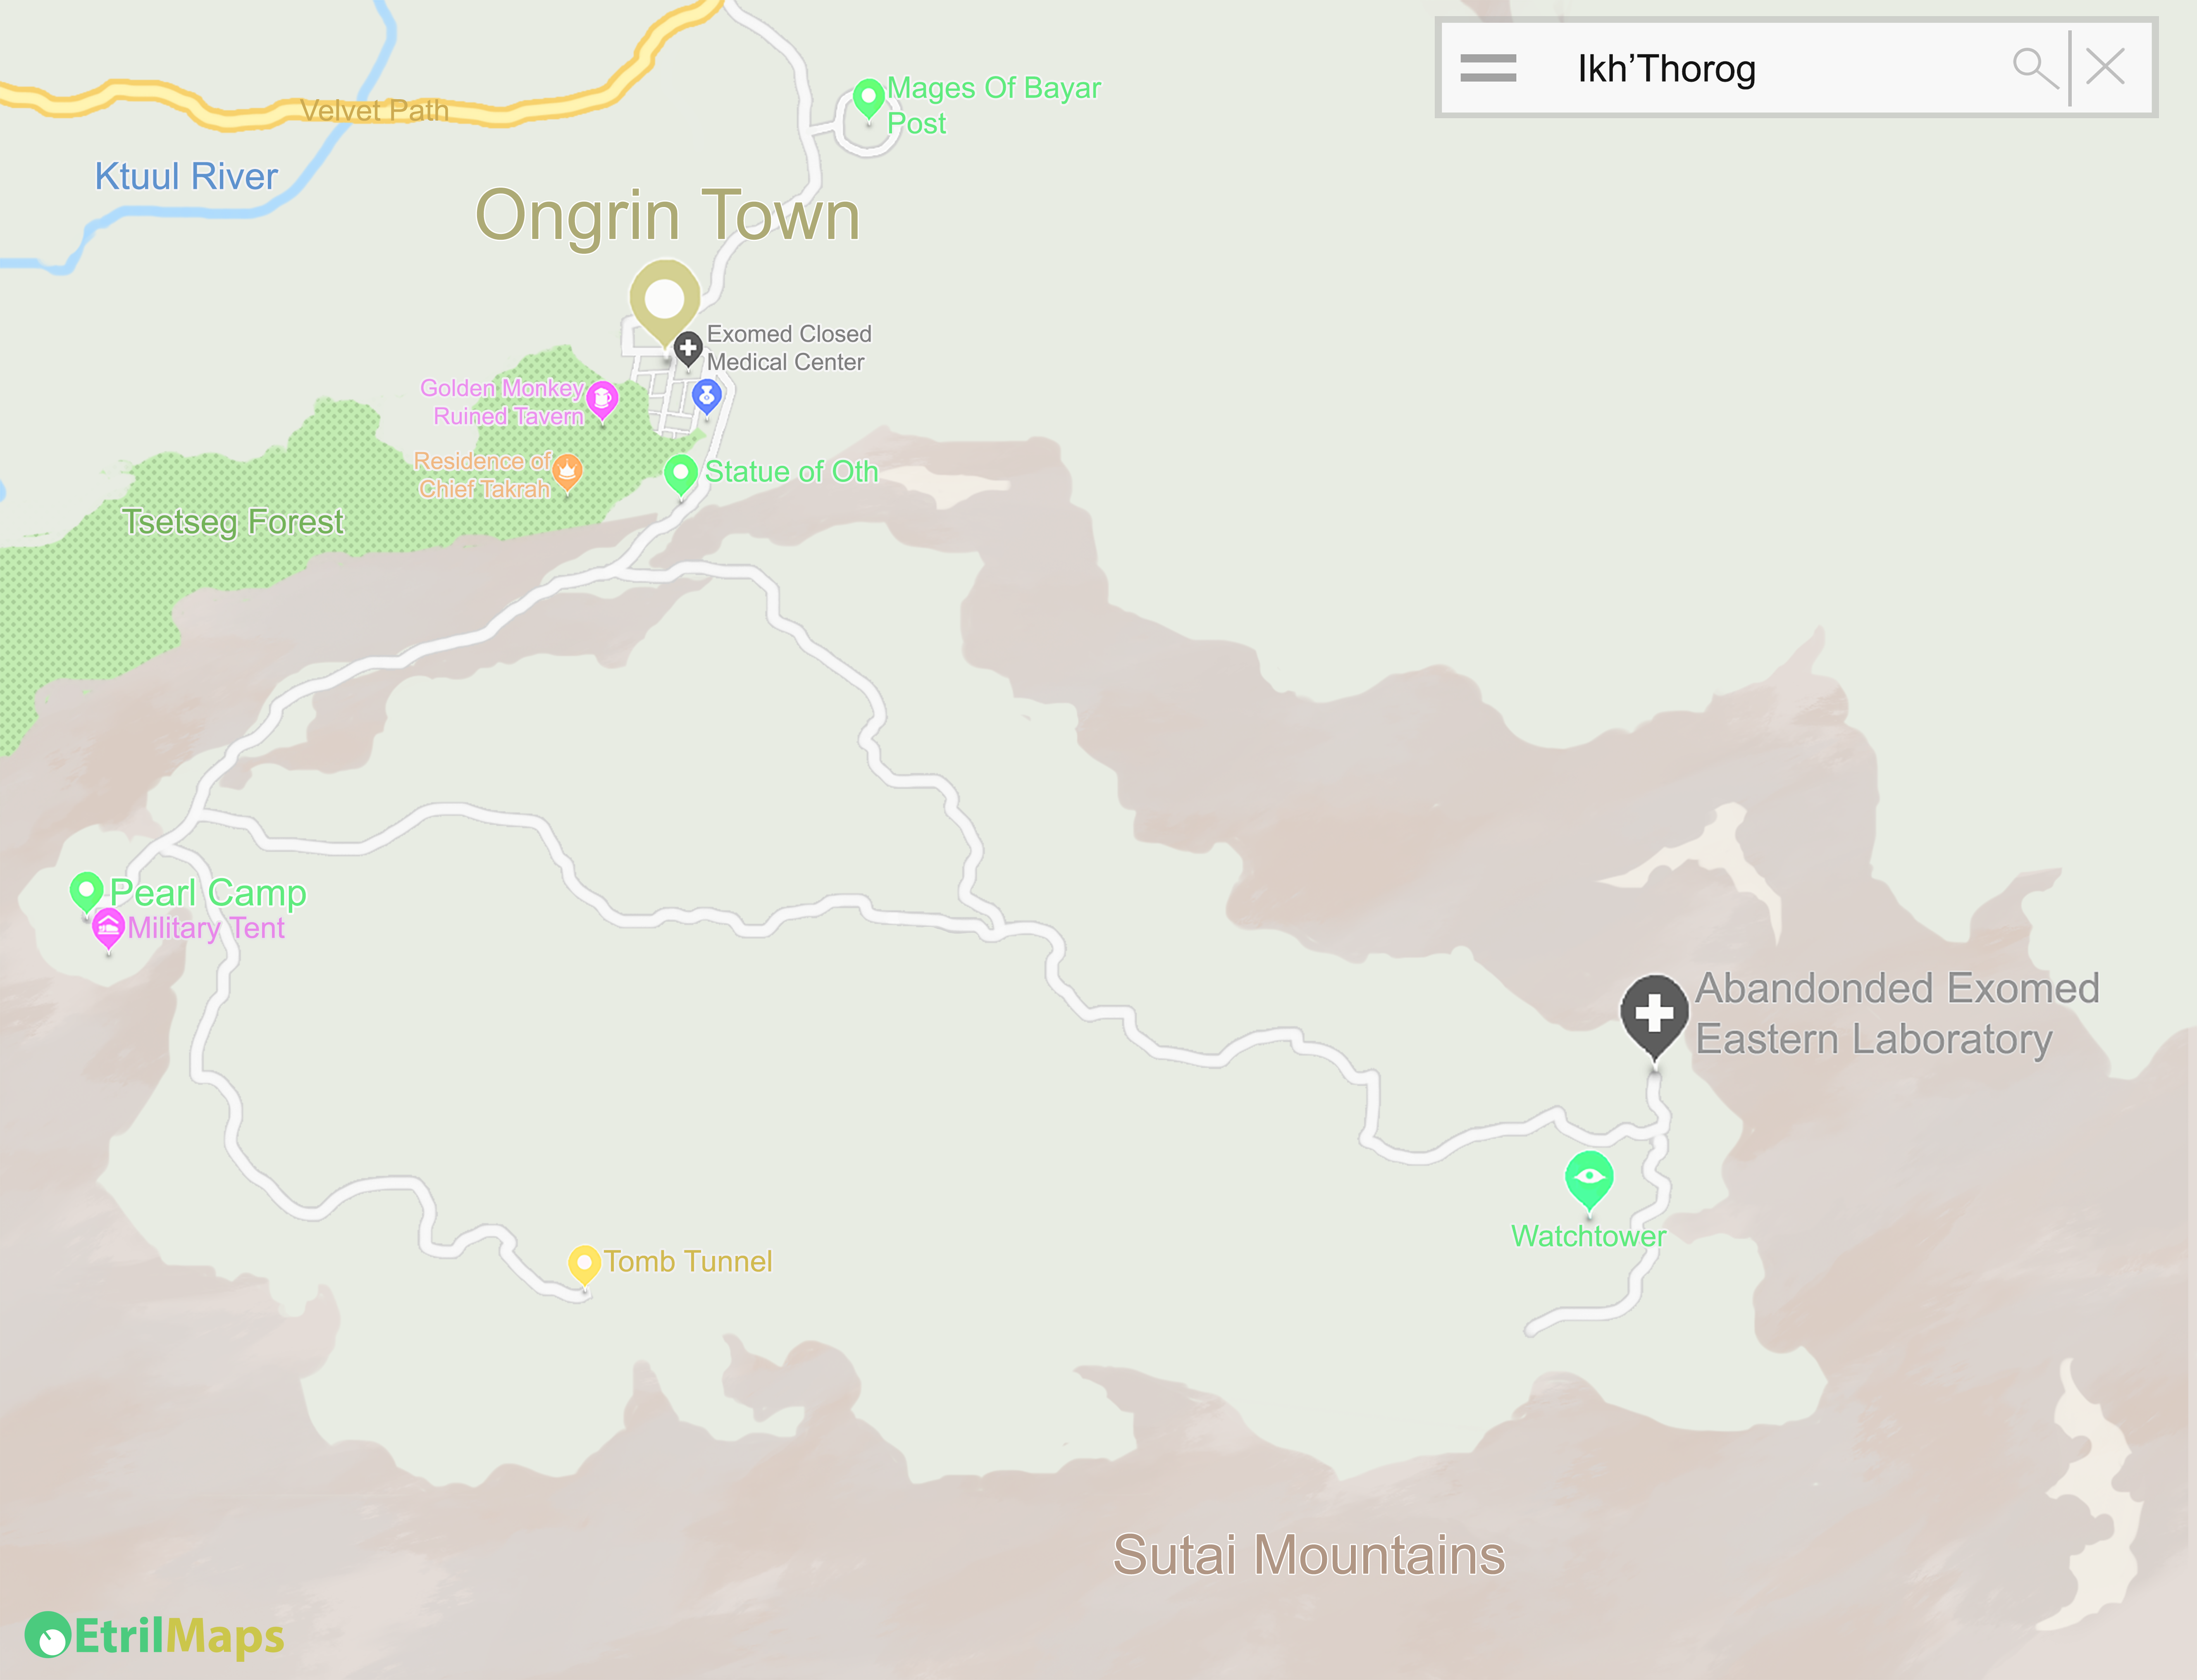 Ikh’Thorog
Mages Of Bayar
Post
Velvet Path
Ktuul River
Ongrin Town
Exomed Closed
Medical Center
Golden Monkey
Ruined Tavern
Residence of
Chief Takrah
Statue of Oth
Tsetseg Forest
Pearl Camp
Military Tent
Abandonded Exomed
Eastern Laboratory
Watchtower
Tomb Tunnel
Sutai Mountains
EtrilMaps